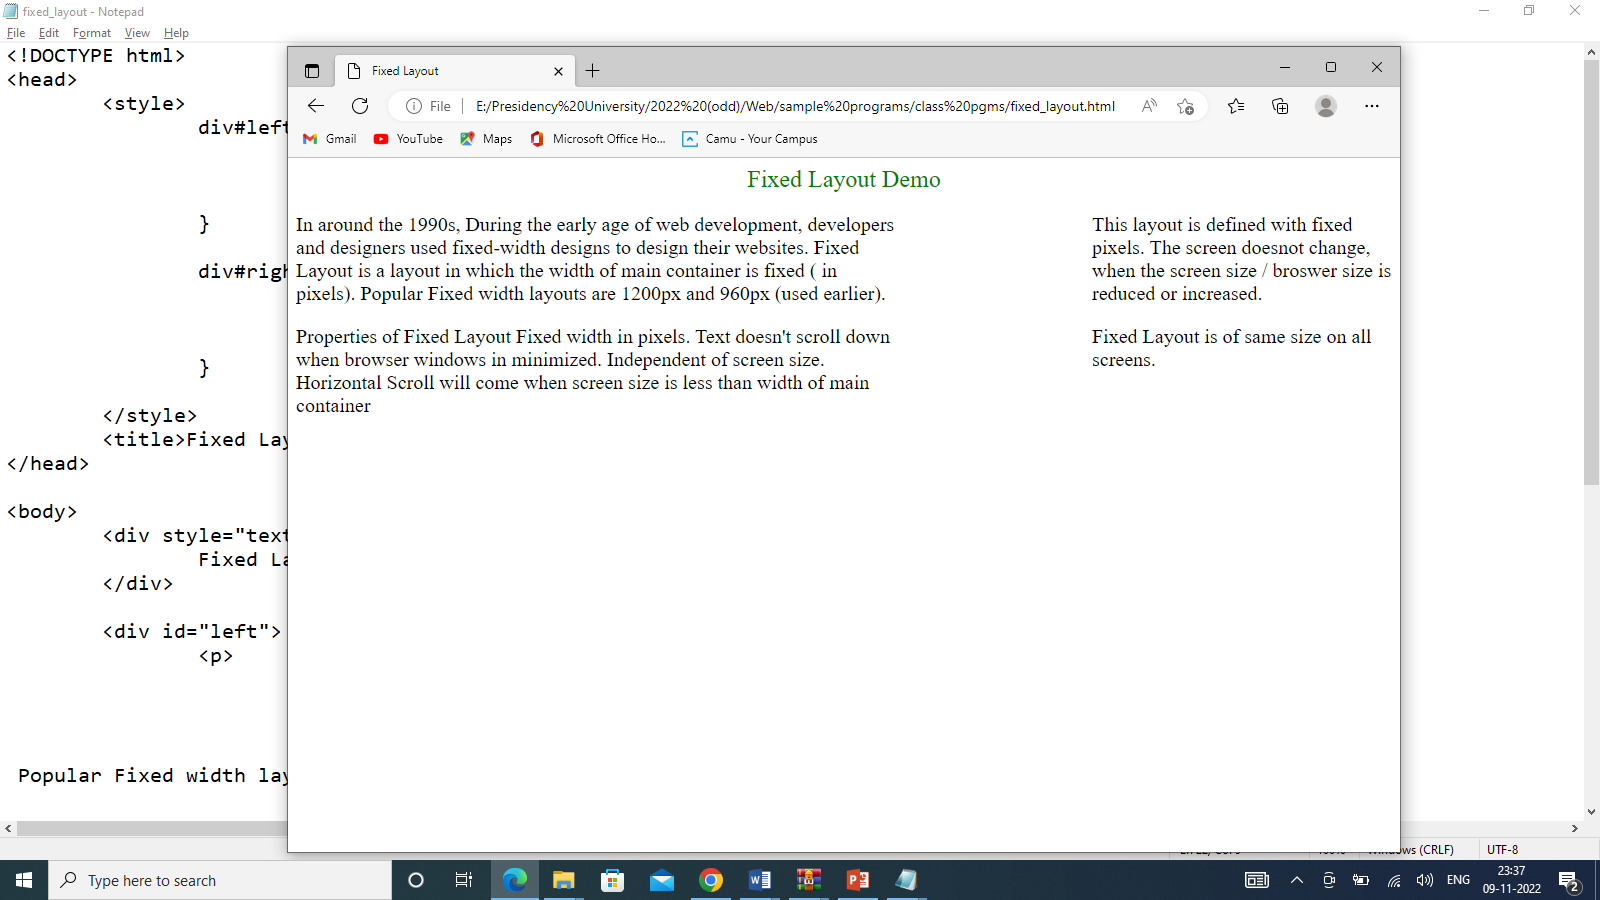 fixed_layout - Notepad
File Edit Format View Help
<!DOCTYPE html>
<head>
<style>
div#left
}
div#righ
}
</style>
<title>Fixed Lay
</head>
<body>
<div style="text
Fixed La
</div>
<div id="left">
<p>
Popular Fixed width lay
Fixed Layout
File E:/Presidency%20University/2022%20(odd)/Web/sample%20programs/class%20pgms/fixed_layout.html
Gmail YouTube Maps Microsoft Office Ho... Camu - Your Campus
Fixed Layout Demo
In around the 1990s, During the early age of web development, developers
and designers used fixed-width designs to design their websites. Fixed
Layout is a layout in which the width of main container is fixed ( in
pixels). Popular Fixed width layouts are 1200px and 960px (used earlier).
Properties of Fixed Layout Fixed width in pixels. Text doesn't scroll down
when browser windows in minimized. Independent of screen size.
Horizontal Scroll will come when screen size is less than width of main
container
This layout is defined with fixed
pixels. The screen doesnot change,
when the screen size / broswer size is
reduced or increased.
Fixed Layout is of same size on all
screens.
(CRLF) UTF-8
Type here to search
ENG
23:37
09-11-2022
2